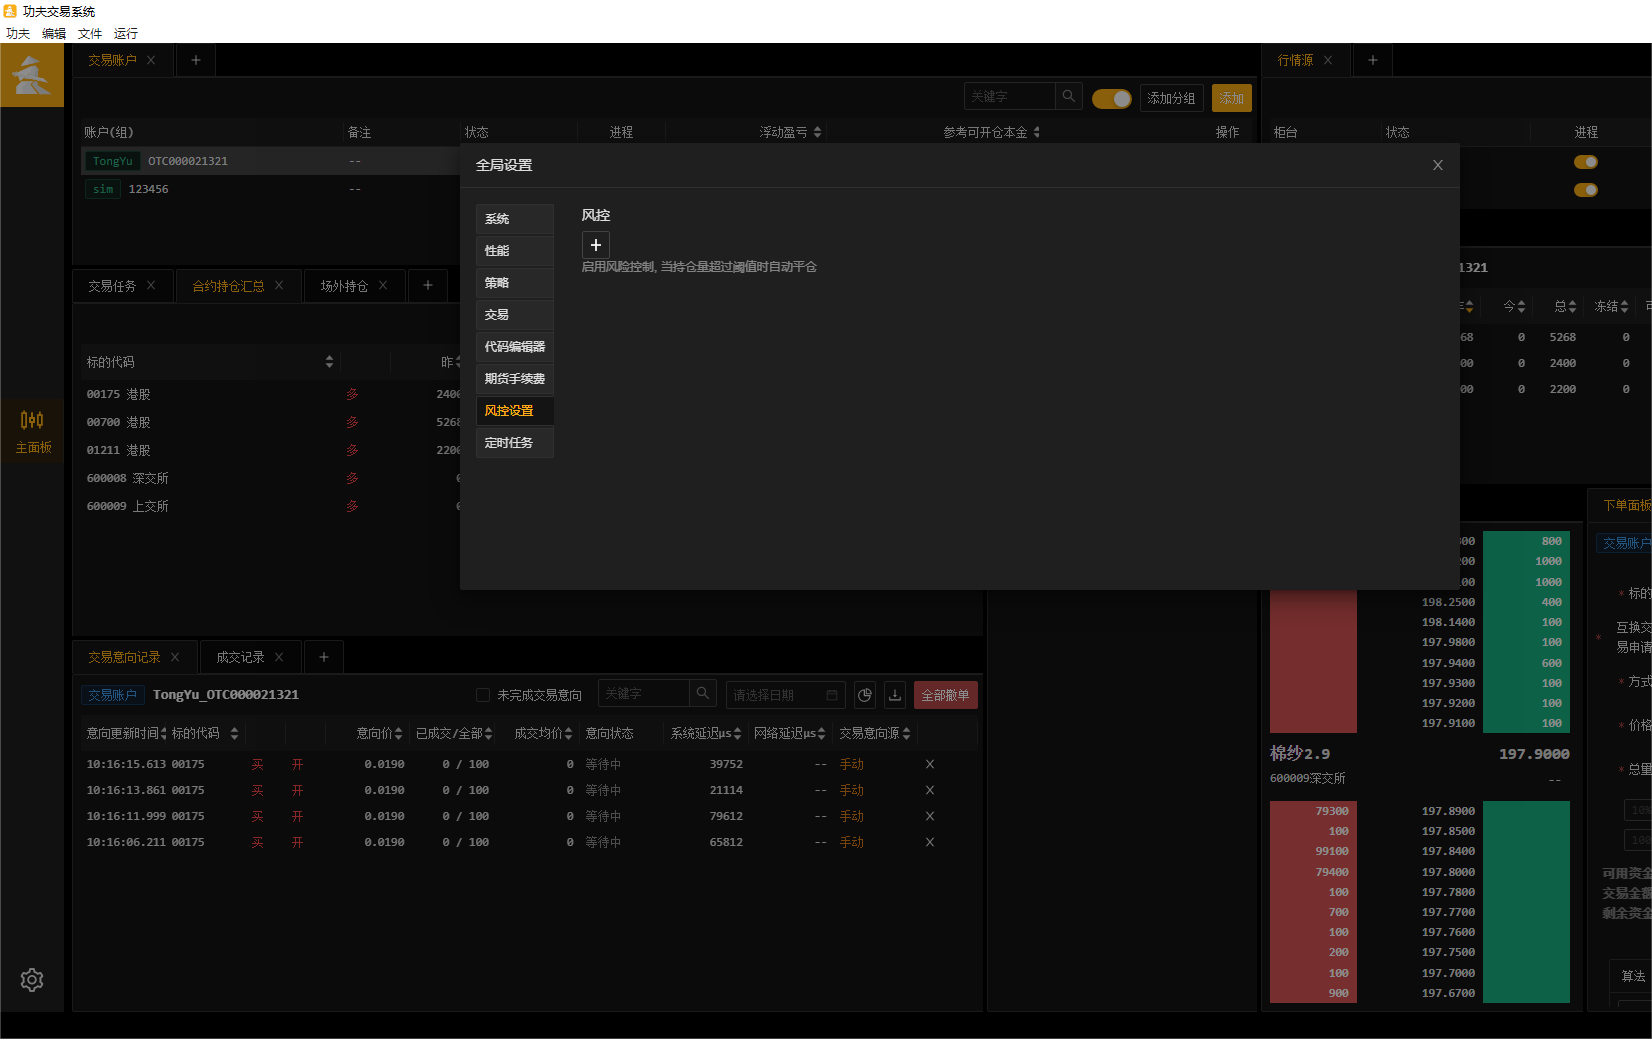 功夫交易系统
功夫 编辑 文件 运行
交易账户
行情源
关键字
添加分组 添加
账户(组) 备注 状态 进程 浮动盈亏 参考可开仓本金 操作
柜台 状态 进程
TongYu OTC000021321 --
sim 123456 --
全局设置
系统
性能
策略
交易
代码编辑器
期货手续费
风控设置
定时任务
风控
启用风险控制, 当持仓量超过阈值时自动平仓
交易任务 合约持仓汇总 场外持仓
标的代码 昨
00175 港股 多 2400
00700 港股 多 5268
01211 港股 多 2200
600008 深交所 多
600009 上交所 多
主面板
1321
今 总 冻结
68 0 5268 0
00 0 2400 0
00 0 2200 0
交易意向记录 成交记录
交易账户 TongYu_OTC000021321 未完成交易意向 关键字 请选择日期 全部撤单
意向更新时间 标的代码 意向价 已成交/全部 成交均价 意向状态 系统延迟μs 网络延迟μs 交易意向源
10:16:15.613 00175 买 开 0.0190 0 / 100 0 等待中 39752 -- 手动
10:16:13.861 00175 买 开 0.0190 0 / 100 0 等待中 21114 -- 手动
10:16:11.999 00175 买 开 0.0190 0 / 100 0 等待中 79612 -- 手动
10:16:06.211 00175 买 开 0.0190 0 / 100 0 等待中 65812 -- 手动
00 800
00 1000
00 1000
198.2500 400
198.1400 100
197.9800 100
197.9400 600
197.9300 100
197.9200 100
197.9100 100
棉纱2.9 197.9000
600009深交所 --
79300 197.8900
100 197.8500
99100 197.8400
79400 197.8000
100 197.7800
700 197.7700
100 197.7600
200 197.7500
100 197.7000
900 197.6700
下单面板
交易账户
* 标的
* 互换交
易申请
* 方式
* 价格
* 总量
10%
100
可用资金
交易金额
剩余资金
算法